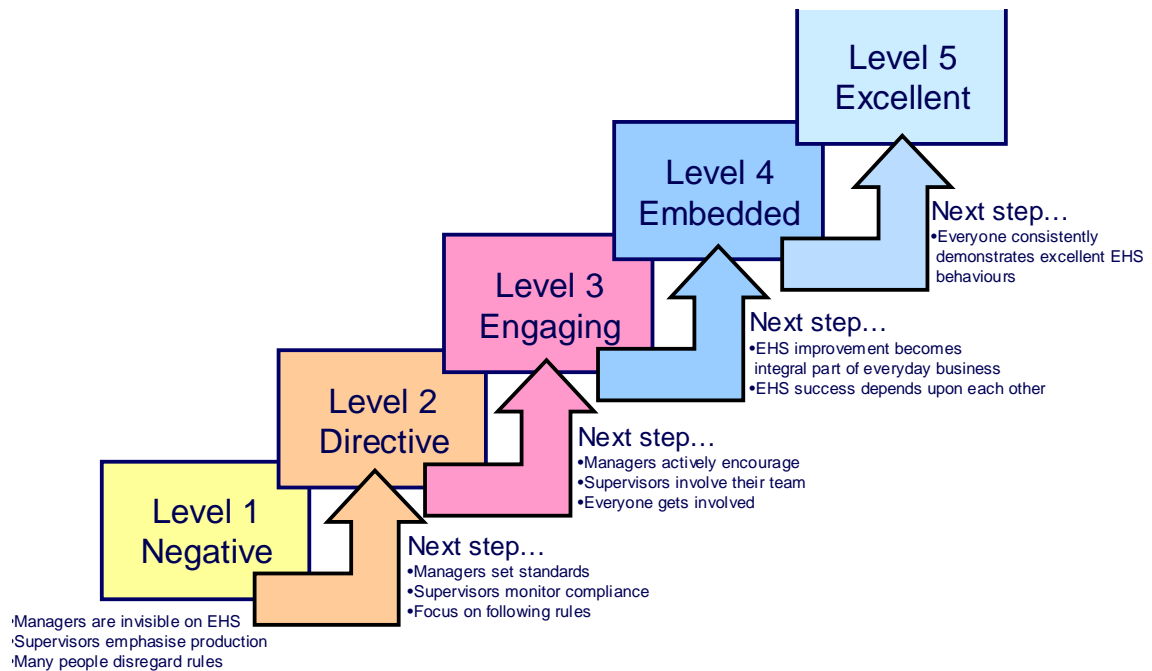 Level 5
Excellent
Level 4
Embedded
Next step…
•Everyone consistently
demonstrates excellent EHS
behaviours
Level 3
Engaging
Next step…
•EHS improvement becomes
integral part of everyday business
•EHS success depends upon each other
Level 2
Directive
Next step…
•Managers actively encourage
•Supervisors involve their team
•Everyone gets involved
Level 1
Negative
Next step…
•Managers set standards
•Supervisors monitor compliance
•Focus on following rules
•Managers are invisible on EHS
•Supervisors emphasise production
•Many people disregard rules